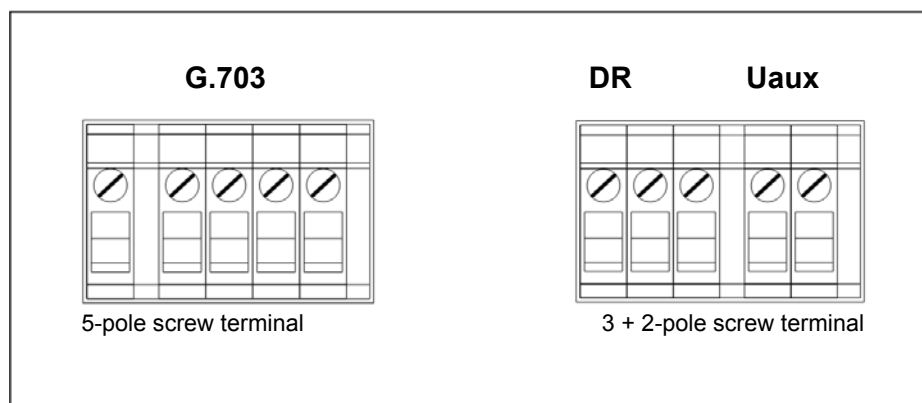 G.703 DR Uaux
5-pole screw terminal 3 + 2-pole screw terminal